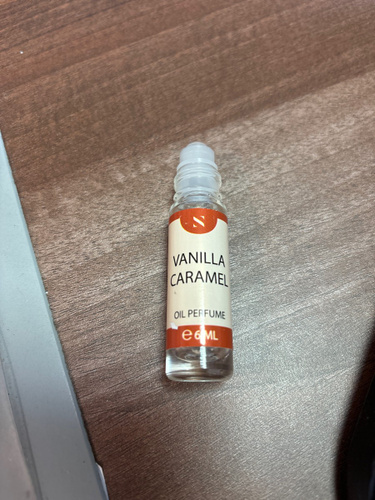 S
VANILLA
CARAMEL
OIL PERFUME
℮6ML